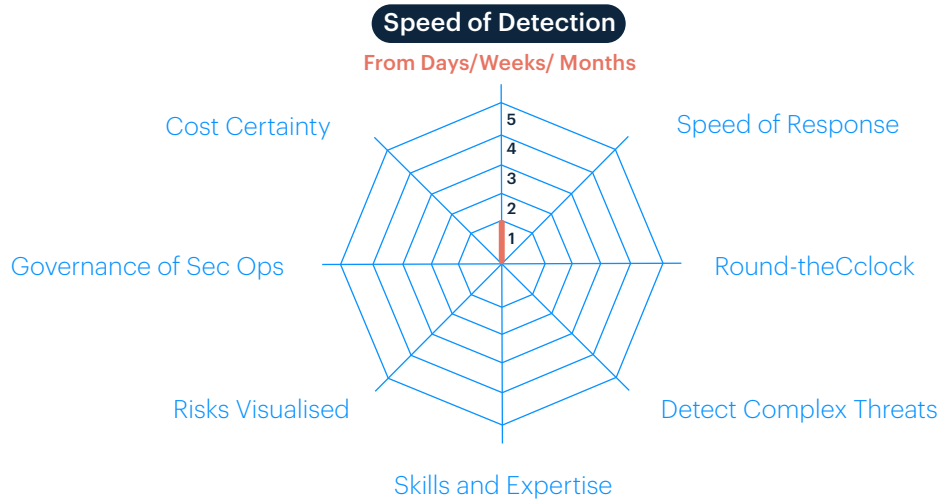 Speed of Detection
From Days/Weeks/ Months
Cost Certainty
Speed of Response
5
4
3
2
1
Governance of Sec Ops
Round-theCclock
Risks Visualised
Detect Complex Threats
Skills and Expertise